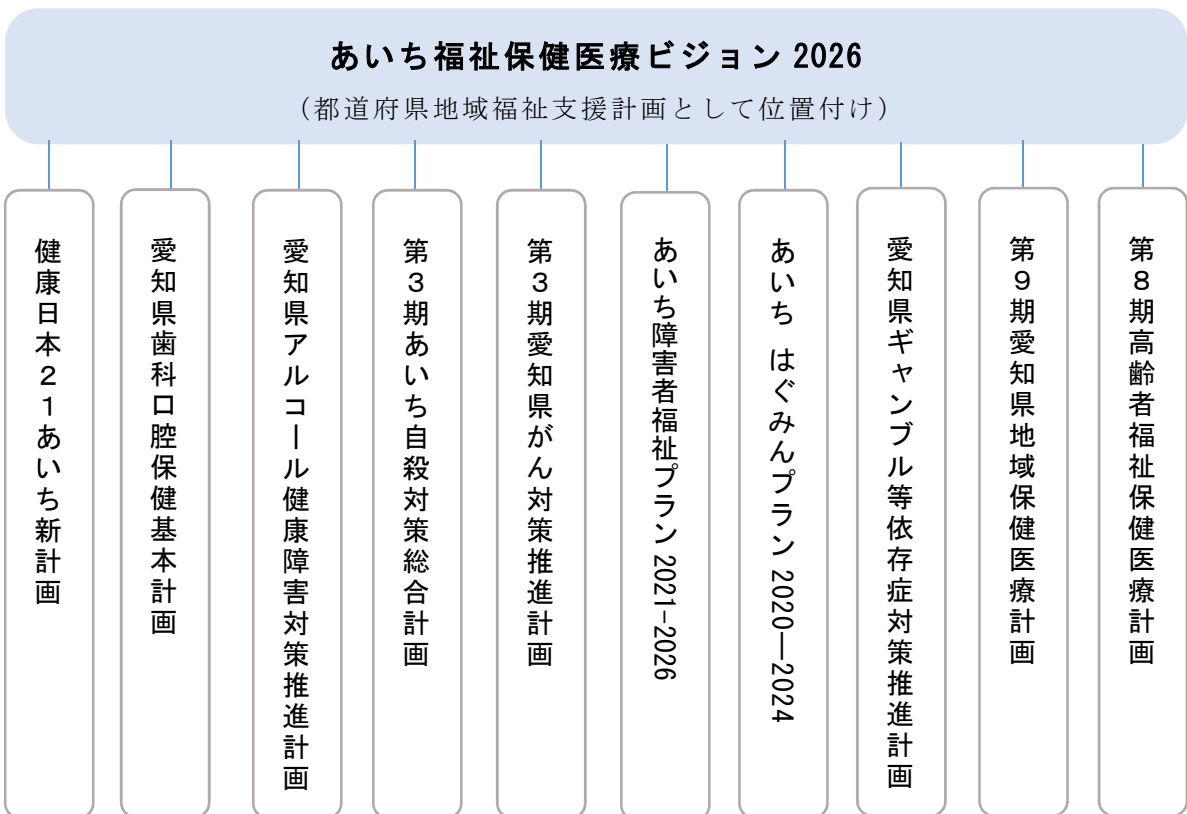 あいち福祉保健医療ビジョン 2026
(都道府県地域福祉支援計画として位置付け)
健康日本21あいち新計画
愛知県歯科口腔保健基本計画
愛知県アルコール健康障害対策推進計画
第3期あいち自殺対策総合計画
第3期愛知県がん対策推進計画
あいち障害者福祉プラン 2021-2026
あいち はぐみんプラン 2020―2024
愛知県ギャンブル等依存症対策推進計画
第9期愛知県地域保健医療計画
第8期高齢者福祉保健医療計画